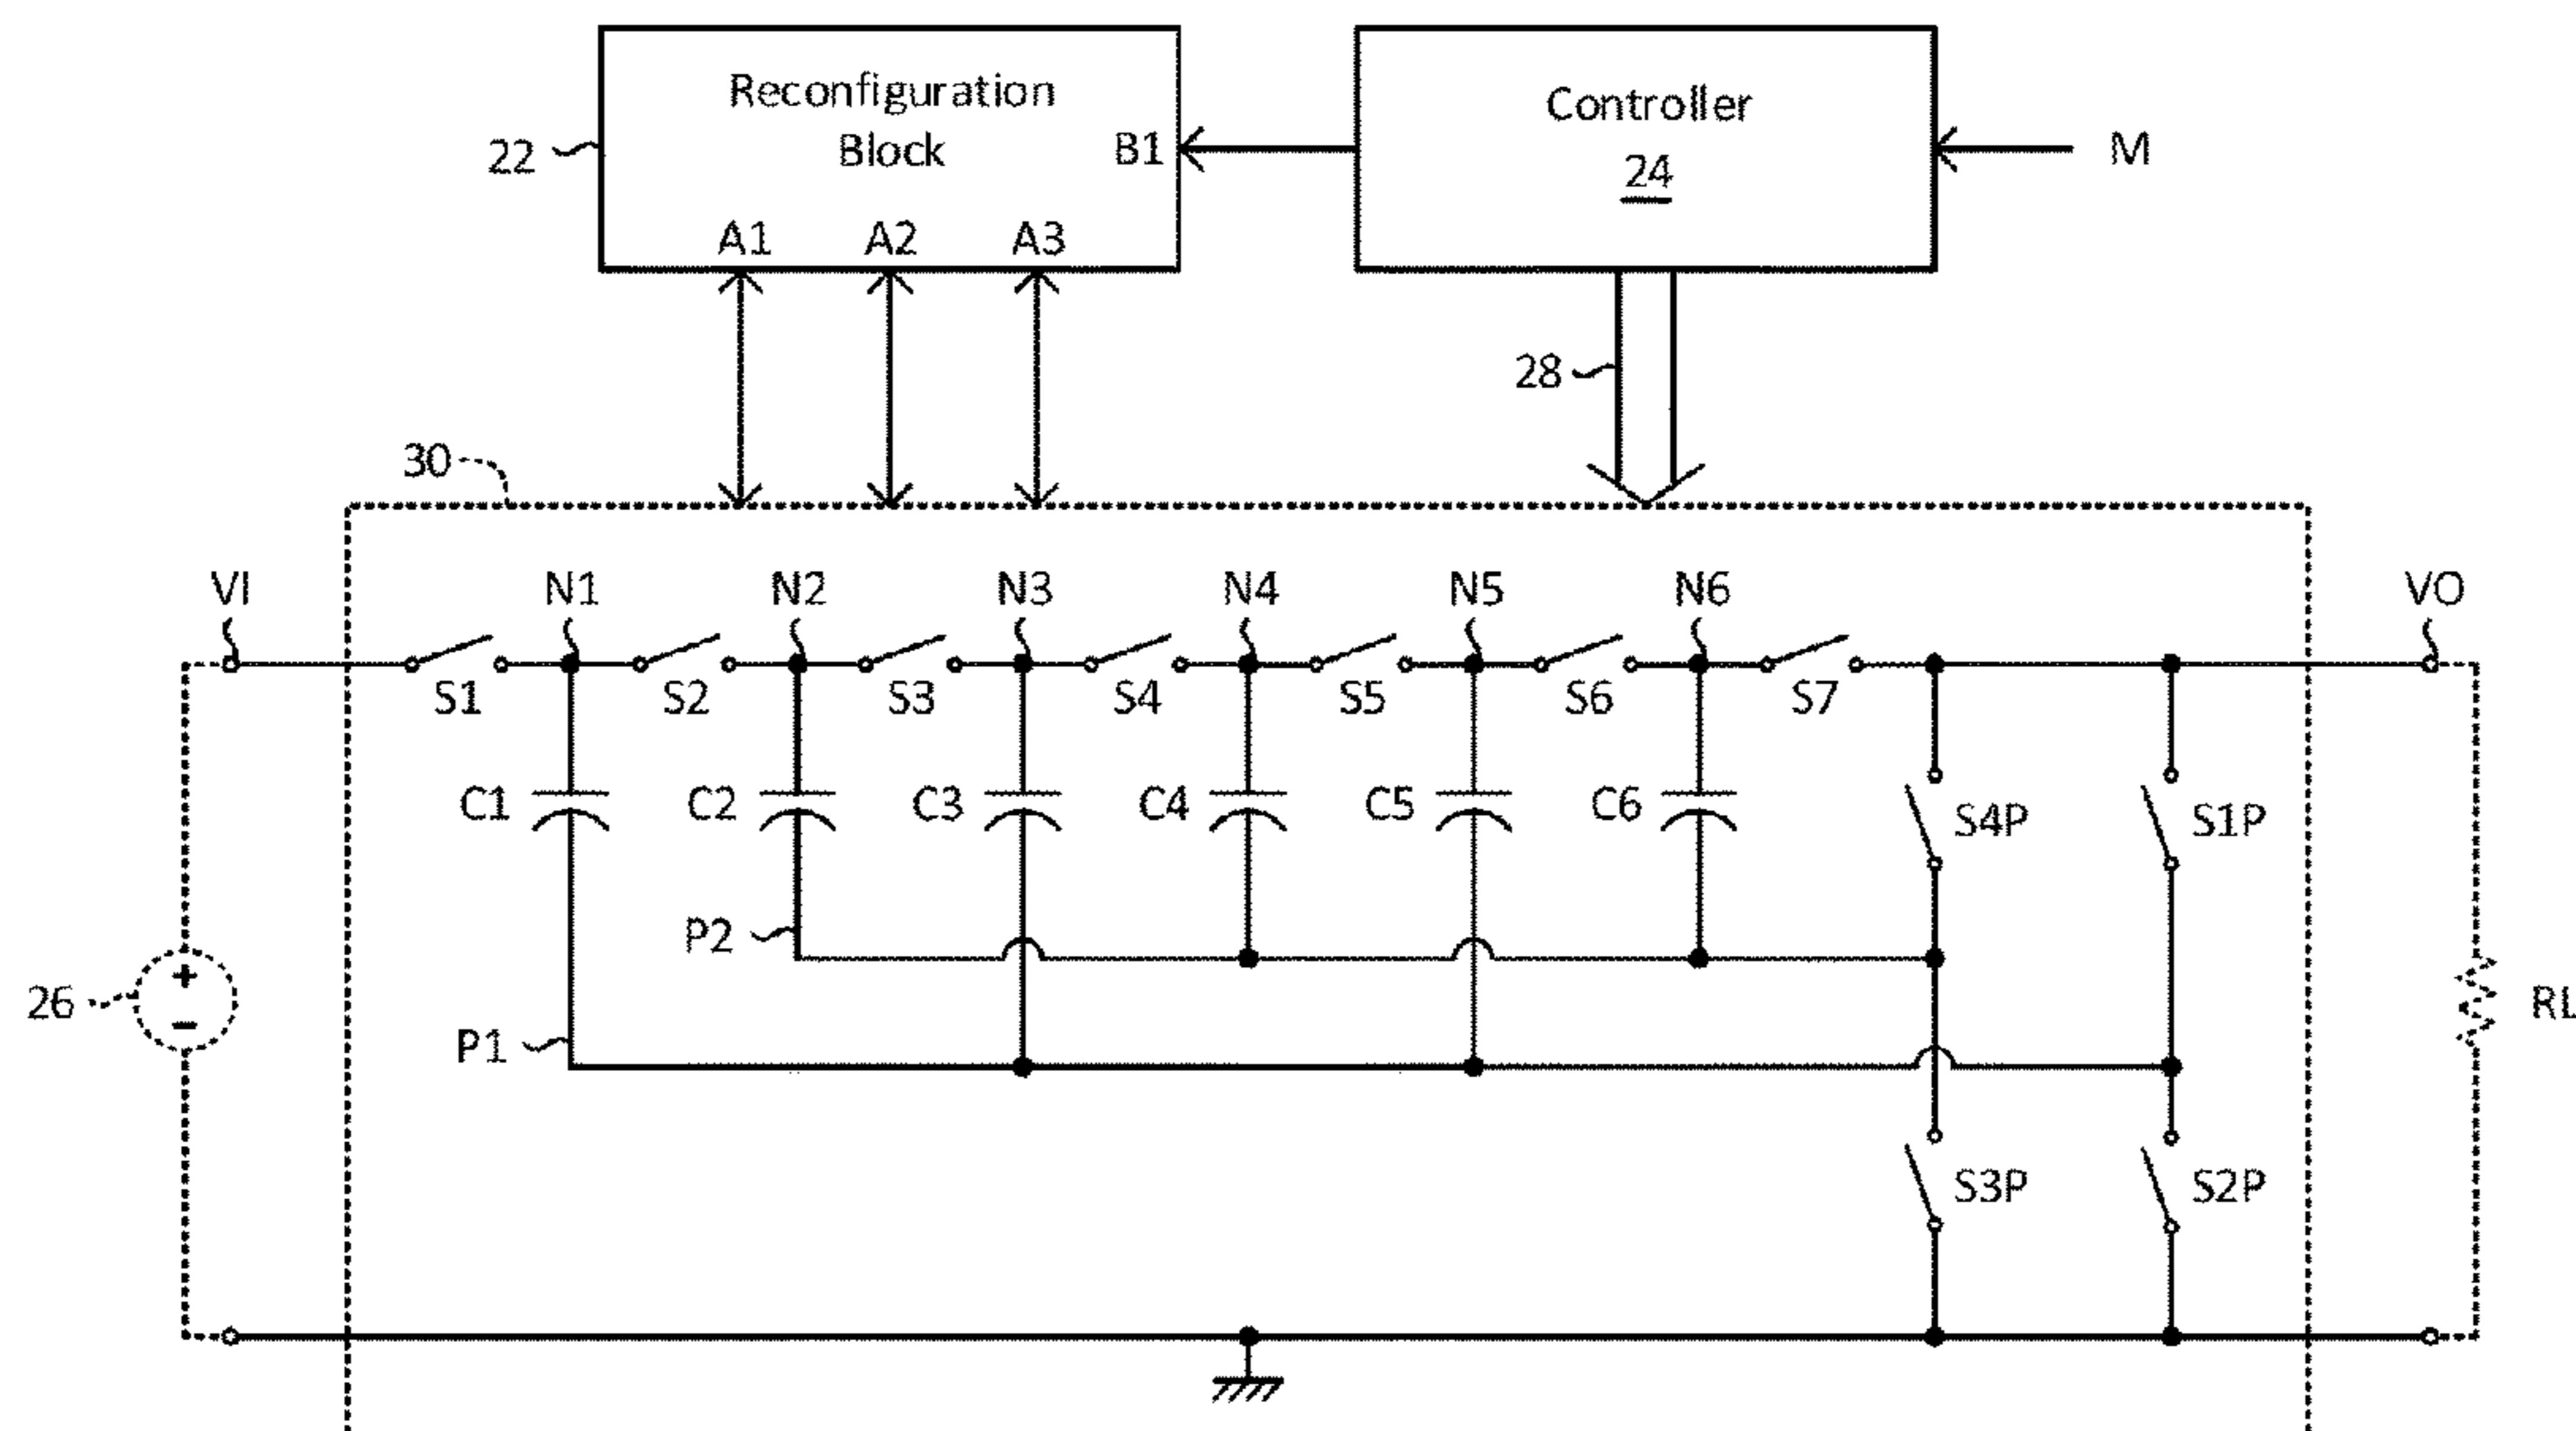 Reconfiguration
Block
22
B1
A1 A2 A3
Controller
24
M
28
30
VI N1 N2 N3 N4 N5 N6 VO
S1 S2 S3 S4 S5 S6 S7
C1 C2 C3 C4 C5 C6 S4P S1P
P2
26 + − RL
P1
S3P S2P